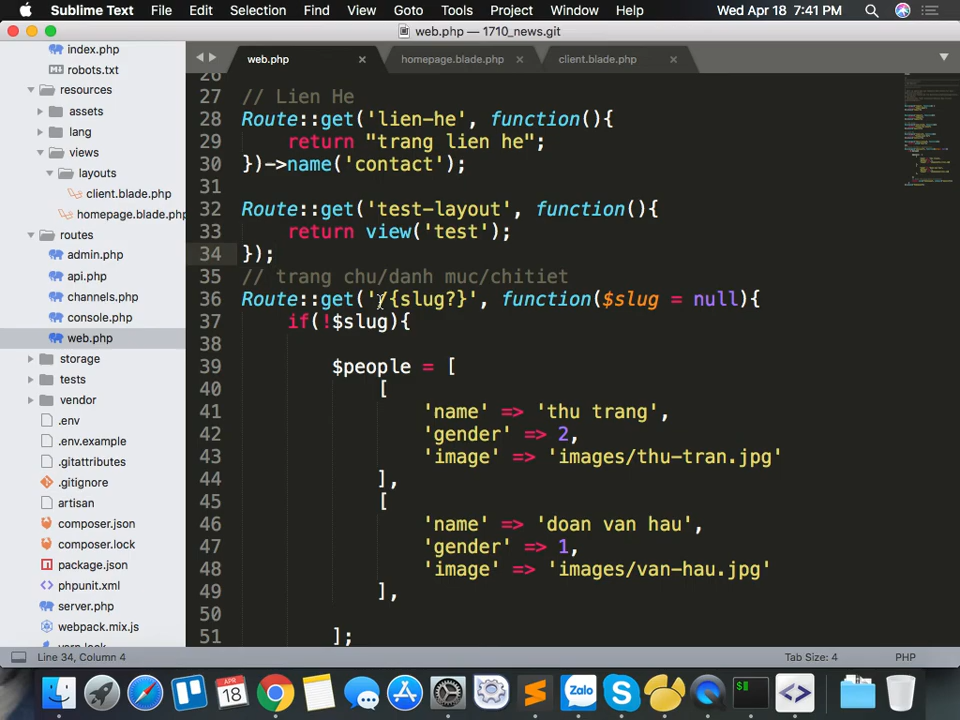 Sublime Text File Edit Selection Find View Goto Tools Project Window Help Wed Apr 18 7:41 PM
web.php — 1710_news.git
index.php
robots.txt
resources
assets
lang
views
layouts
client.blade.php
homepage.blade.php
routes
admin.php
api.php
channels.php
console.php
web.php
storage
tests
vendor
.env
.env.example
.gitattributes
.gitignore
artisan
composer.json
composer.lock
package.json
phpunit.xml
server.php
webpack.mix.js
yarn.lock
web.php homepage.blade.php client.blade.php
26
27 // Lien He
28 Route::get('lien-he', function(){
29 return "trang lien he";
30 })->name('contact');
31
32 Route::get('test-layout', function(){
33 return view('test');
34 });
35 // trang chu/danh muc/chitiet
36 Route::get('/{slug?}', function($slug = null){
37 if(!$slug){
38
39 $people = [
40 [
41 'name' => 'thu trang',
42 'gender' => 2,
43 'image' => 'images/thu-tran.jpg'
44 ],
45 [
46 'name' => 'doan van hau',
47 'gender' => 1,
48 'image' => 'images/van-hau.jpg'
49 ],
50
51 ];
Line 34, Column 4 Tab Size: 4 PHP
APR
18
Zalo